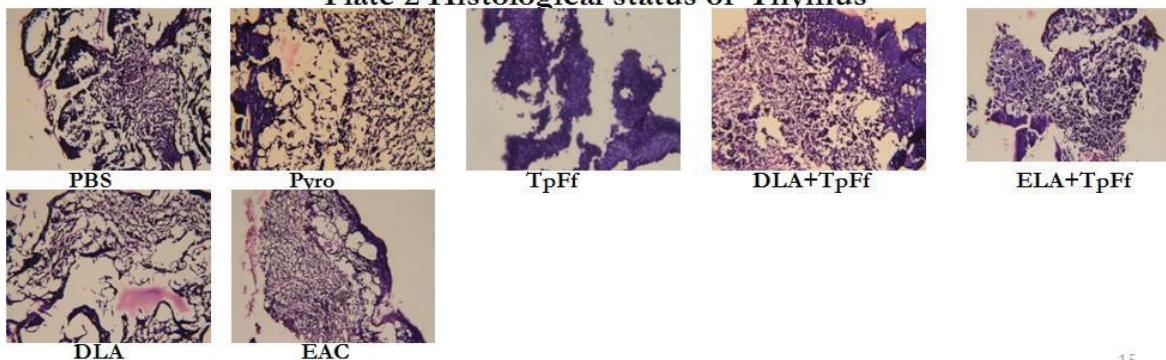 Plate 2 Histological status of Thymus
PBS Pyro TpFf DLA+TpFf ELA+TpFf
DLA EAC
15